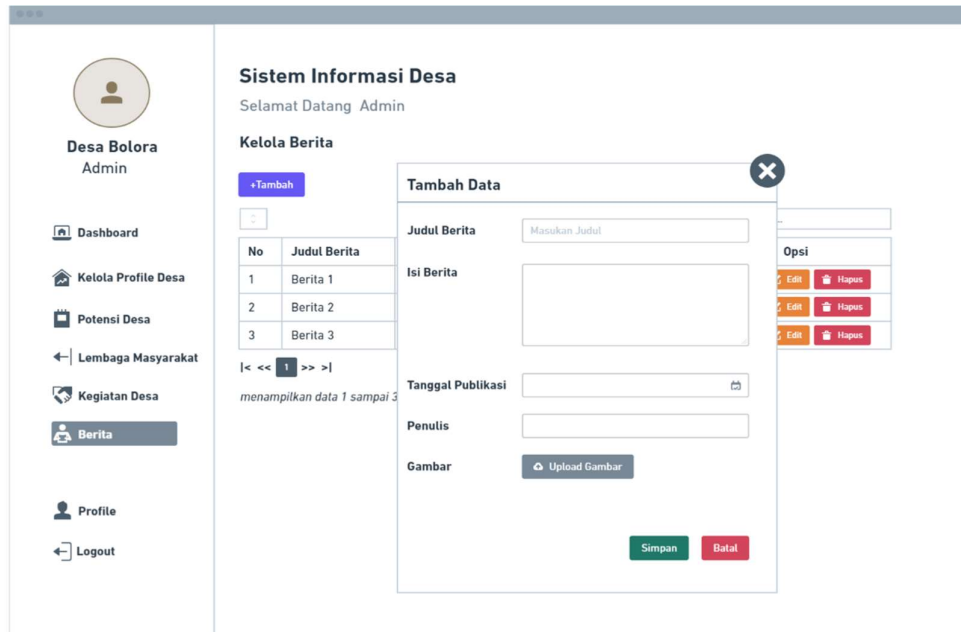 Desa Bolora
Admin
Dashboard
Kelola Profile Desa
Potensi Desa
Lembaga Masyarakat
Kegiatan Desa
Berita
Profile
Logout
Sistem Informasi Desa
Selamat Datang Admin
Kelola Berita
+Tambah
No Judul Berita Opsi
1 Berita 1 Edit Hapus
2 Berita 2 Edit Hapus
3 Berita 3 Edit Hapus
|< << 1 >> >|
menampilkan data 1 sampai 3
Tambah Data
Judul Berita Masukan Judul
Isi Berita
Tanggal Publikasi
Penulis
Gambar Upload Gambar
Simpan Batal